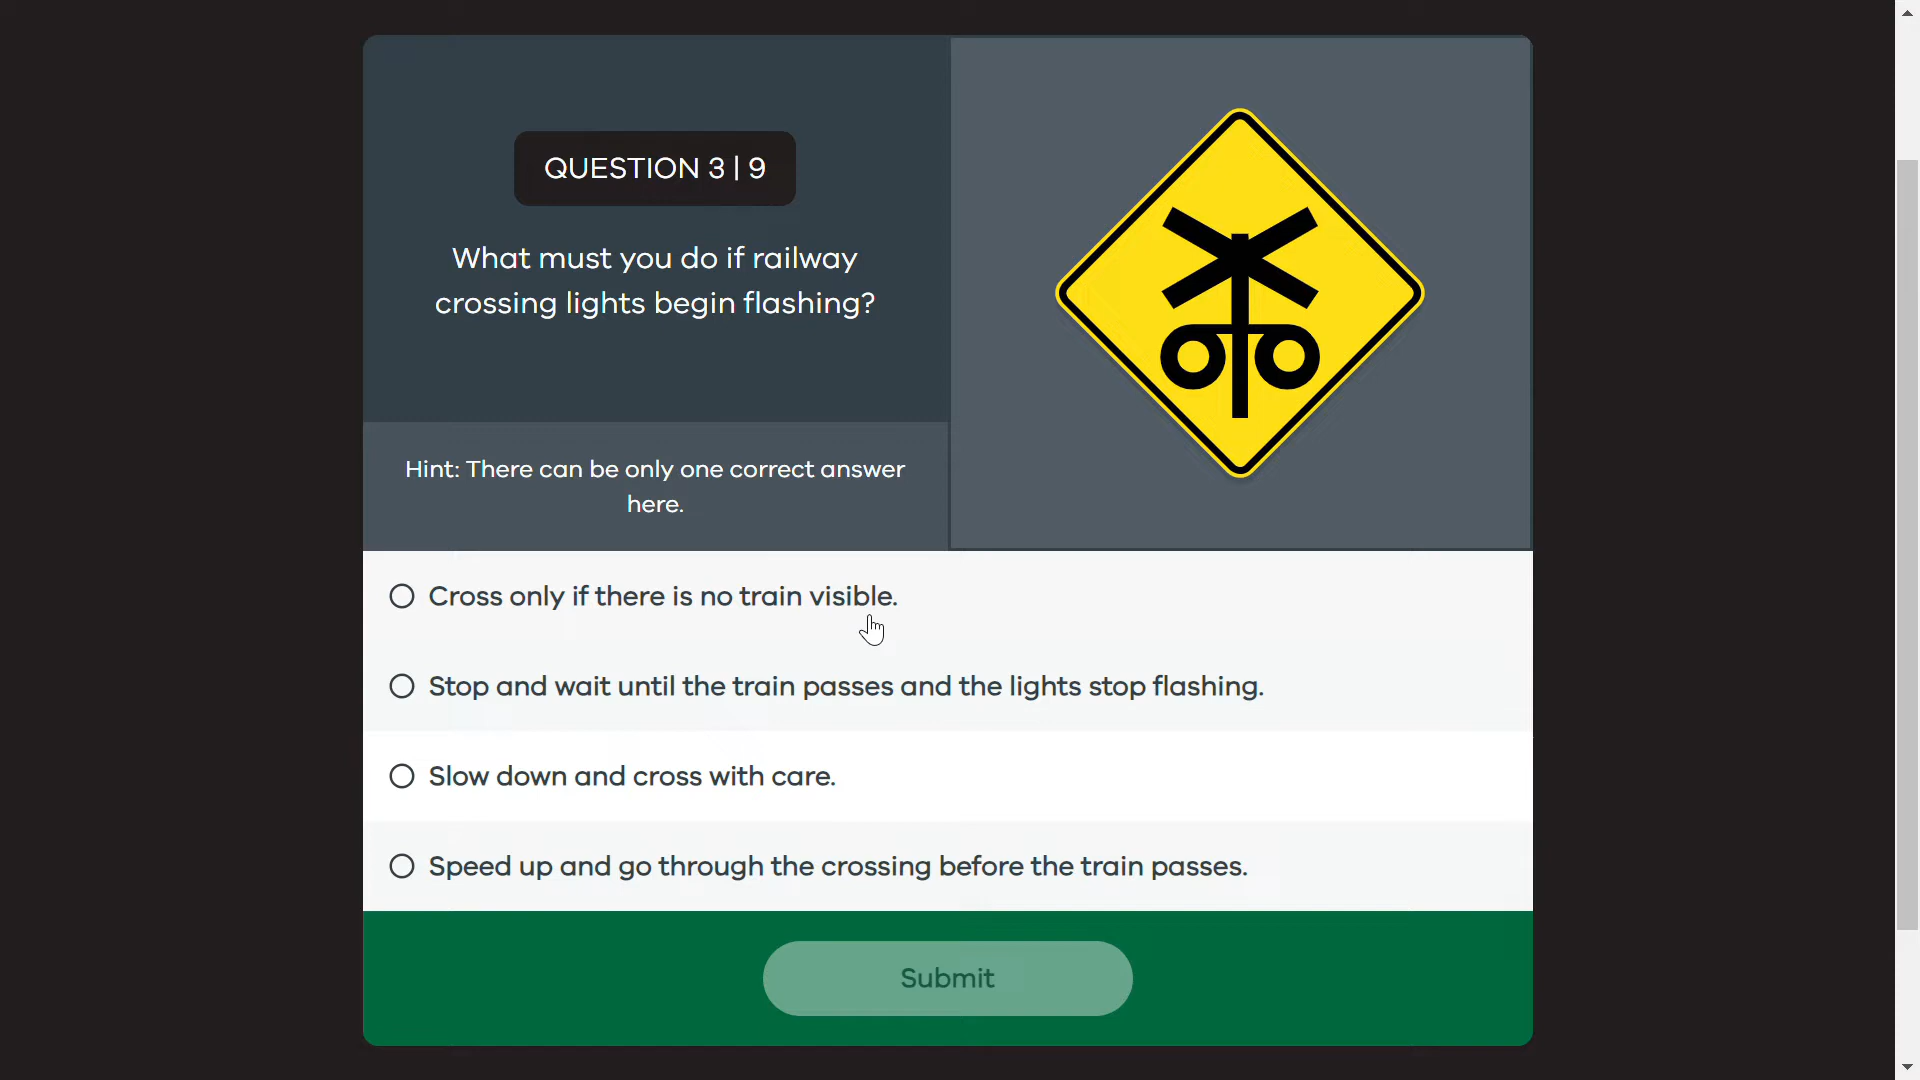 QUESTION 3 | 9
What must you do if railway
crossing lights begin flashing?
Hint: There can be only one correct answer
here.
Cross only if there is no train visible.
Stop and wait until the train passes and the lights stop flashing.
Slow down and cross with care.
Speed up and go through the crossing before the train passes.
Submit